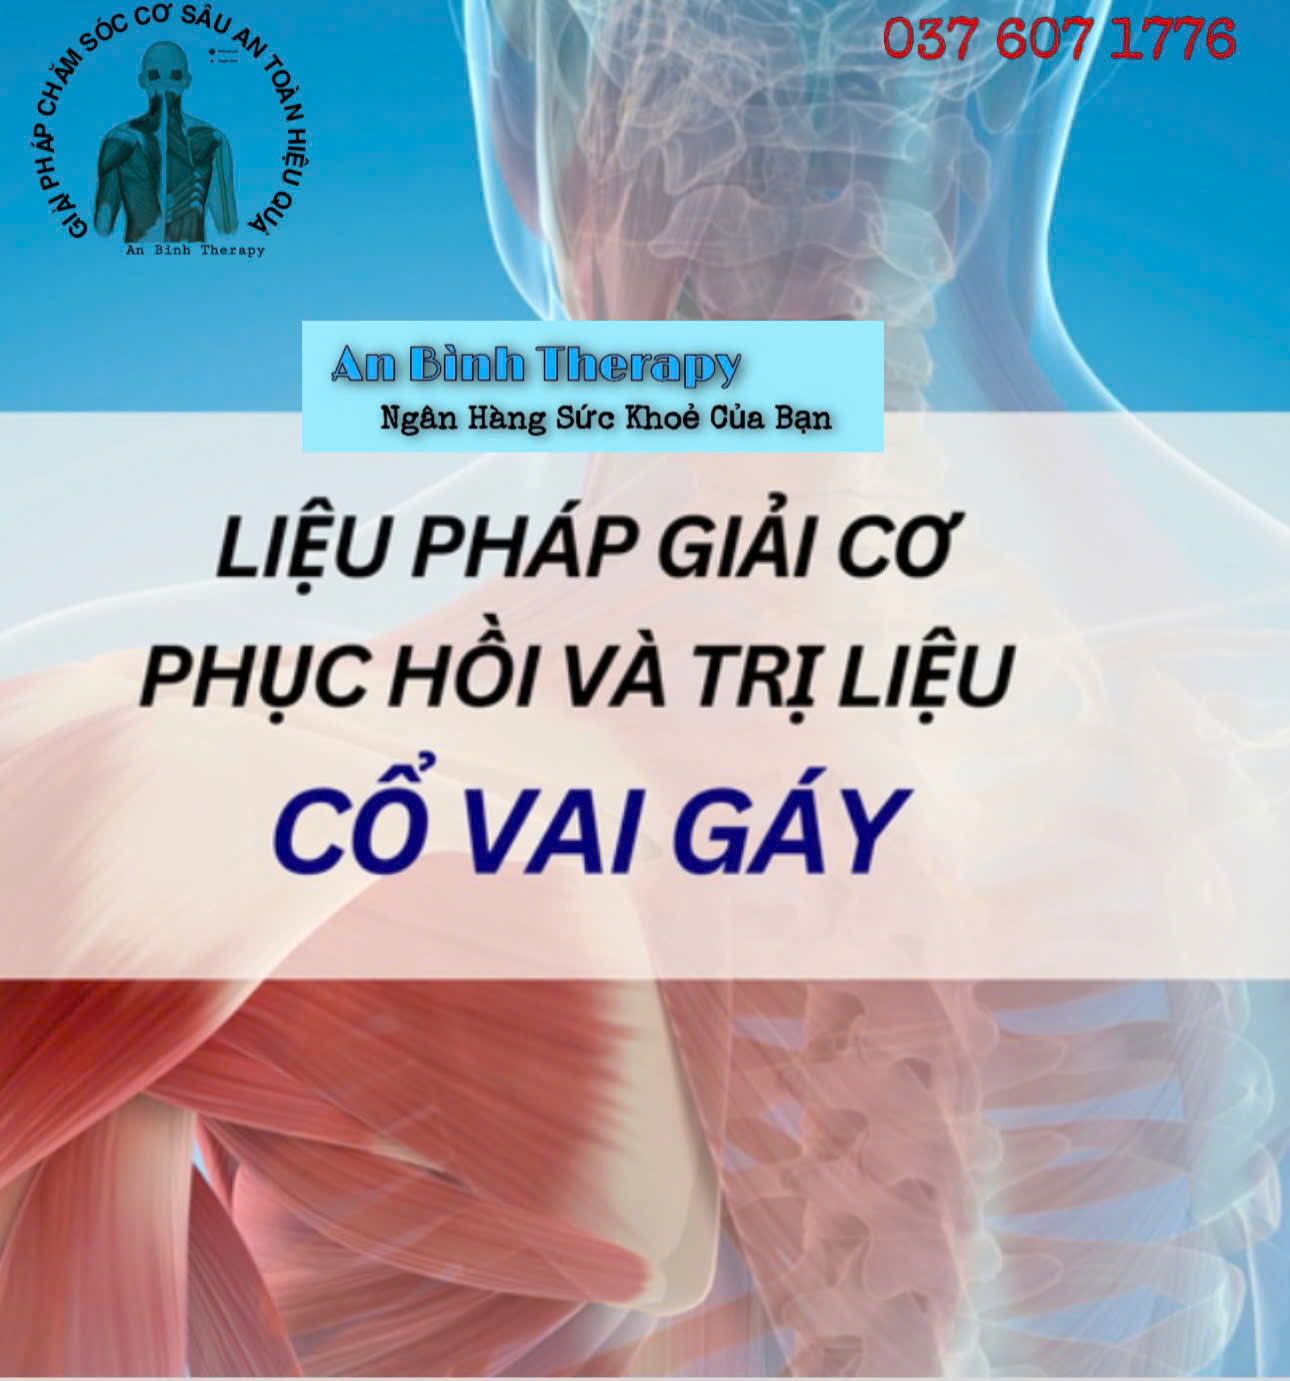 GIẢI PHÁP CHĂM SÓC CƠ SÂU AN TOÀN HIỆU QUẢ
An Bình Therapy
037 607 1776
An Bình Therapy
Ngân Hàng Sức Khoẻ Của Bạn
LIỆU PHÁP GIẢI CƠ
PHỤC HỒI VÀ TRỊ LIỆU
CỔ VAI GÁY